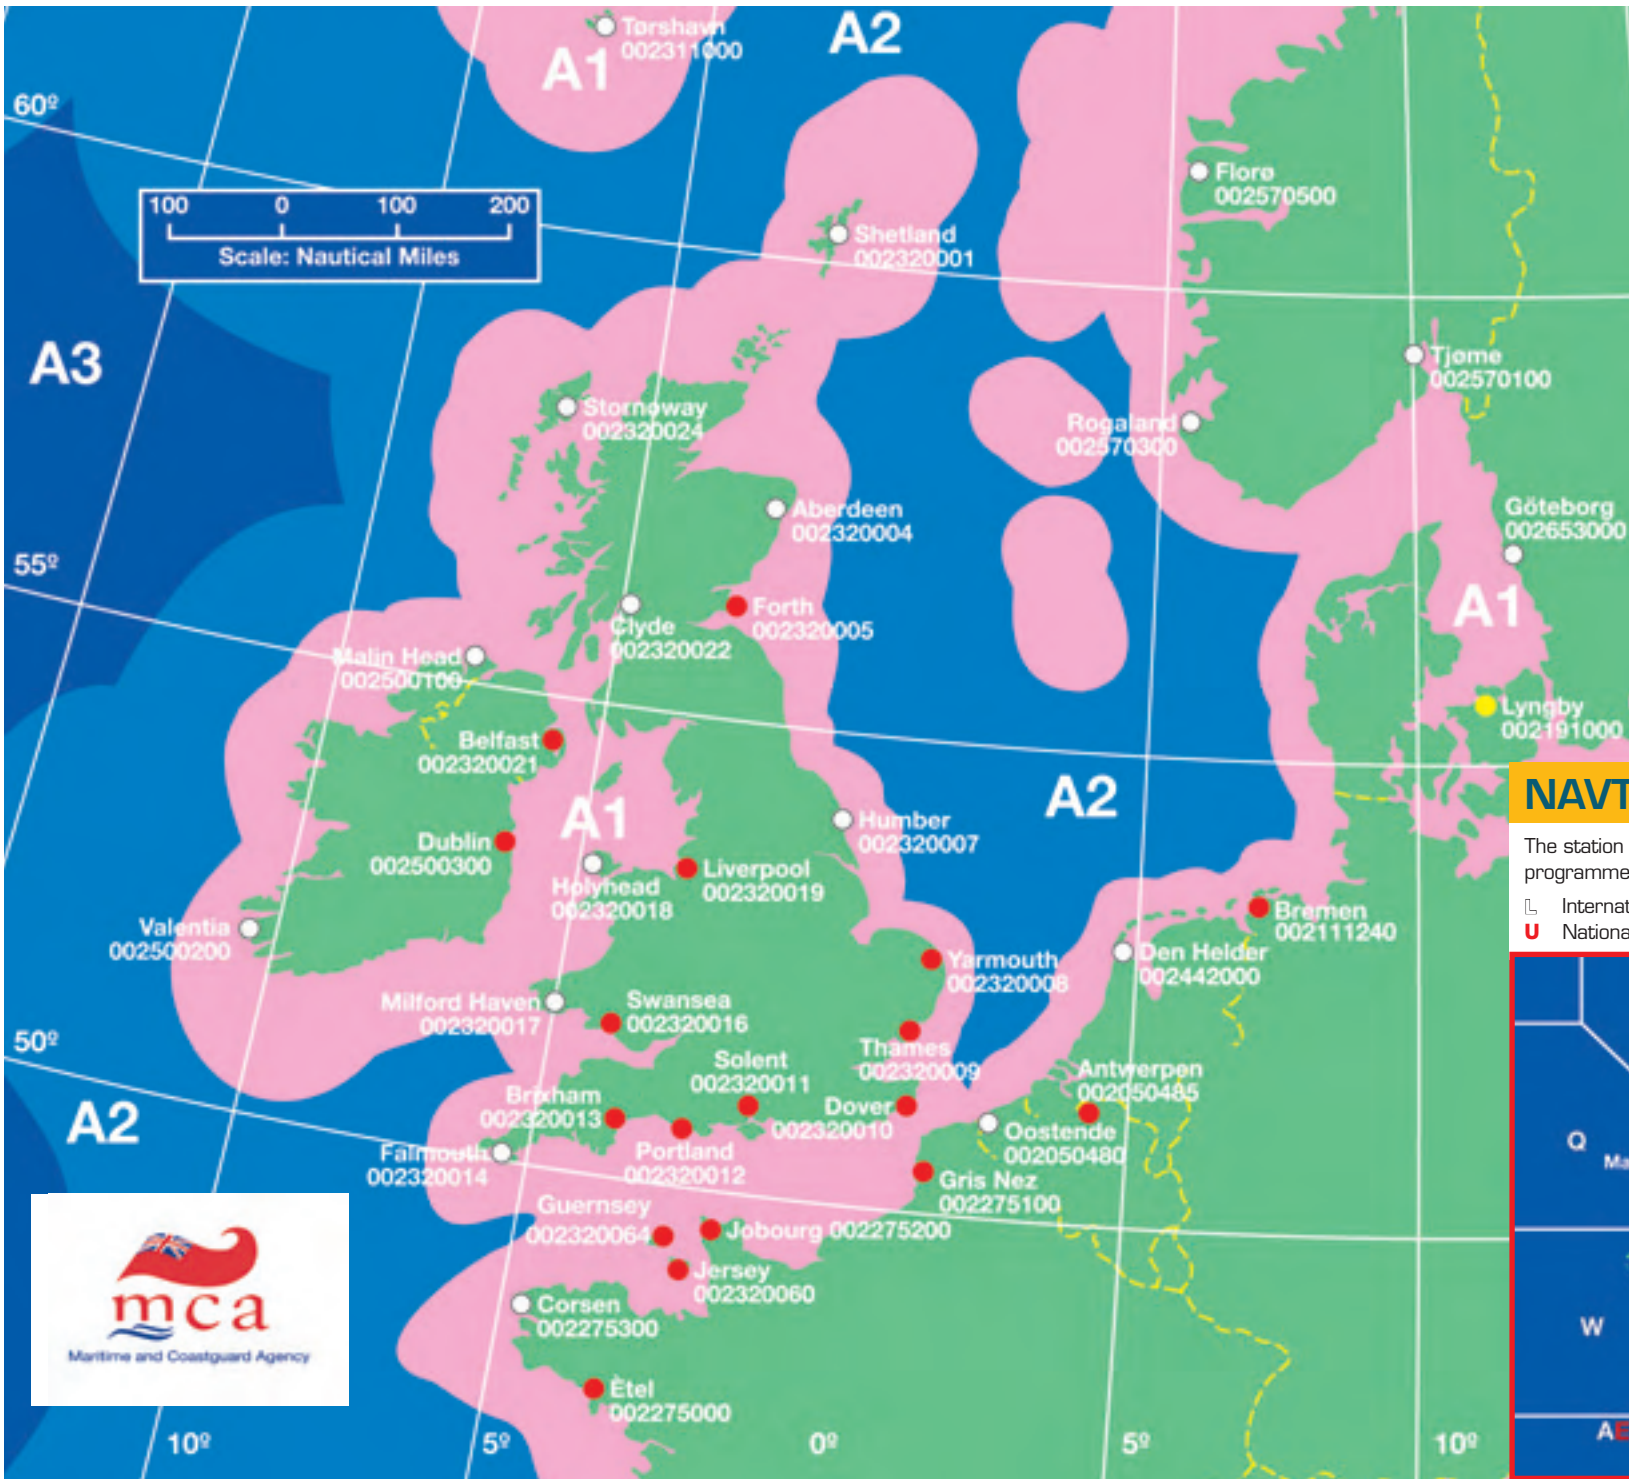 Tørshavn
002311000
A1
A2
60º
100 0 100 200
Scale: Nautical Miles
Florø
002570500
Shetland
002320001
A3
Tjøme
002570100
Stornoway
002320024
Rogaland
002570300
Aberdeen
002320004
Göteborg
002653000
55º
Forth
002320005
Clyde
002320022
A1
Malin Head
002500100
Lyngby
002191000
Belfast
002320021
A2
A1
Humber
002320007
Dublin
002500300
Liverpool
002320019
Holyhead
002320018
NAVT
The station
programme
Internat
U Nationa
Valentia
002500200
Bremen
002111240
Den Helder
002442000
Yarmouth
002320008
Milford Haven
002320017
Swansea
002320016
50º
Thames
002320009
Solent
002320011
Antwerpen
002050485
Brixham
002320013
Dover
002320010
A2
Oostende
002050480
Falmouth
002320014
Portland
002320012
Gris Nez
002275100
Q
Ma
Guernsey
002320064
Jobourg 002275200
Jersey
002320060
Corsen
002275300
W
mca
Maritime and Coastguard Agency
Ètel
002275000
10º 5º 0º 5º 10º
AE